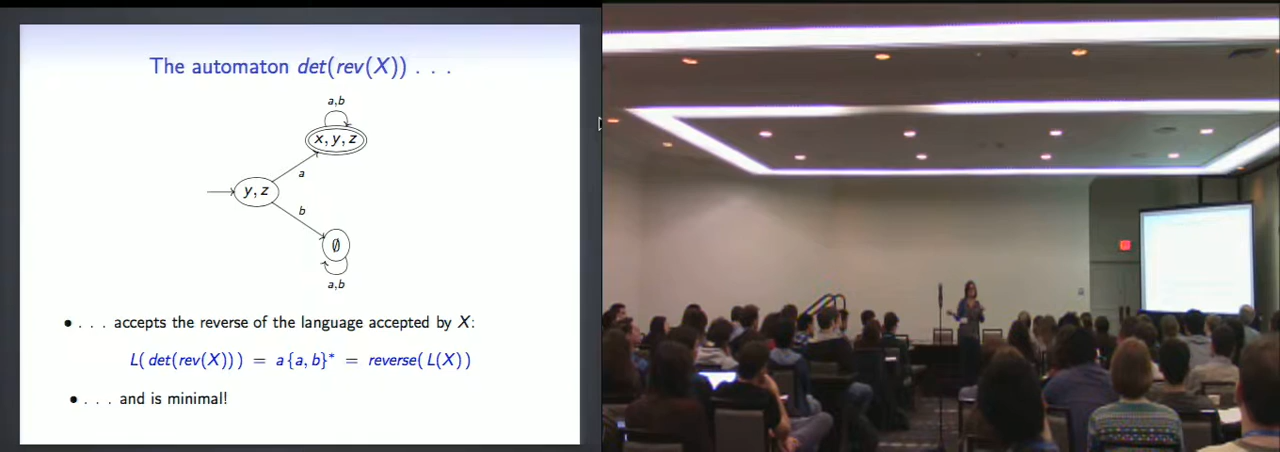 The automaton det(rev(X)) . . .
a,b
x, y, z
a
y, z
b
∅
a,b
• . . . accepts the reverse of the language accepted by X:
L( det(rev(X)) ) = a {a, b}* = reverse( L(X) )
• . . . and is minimal!